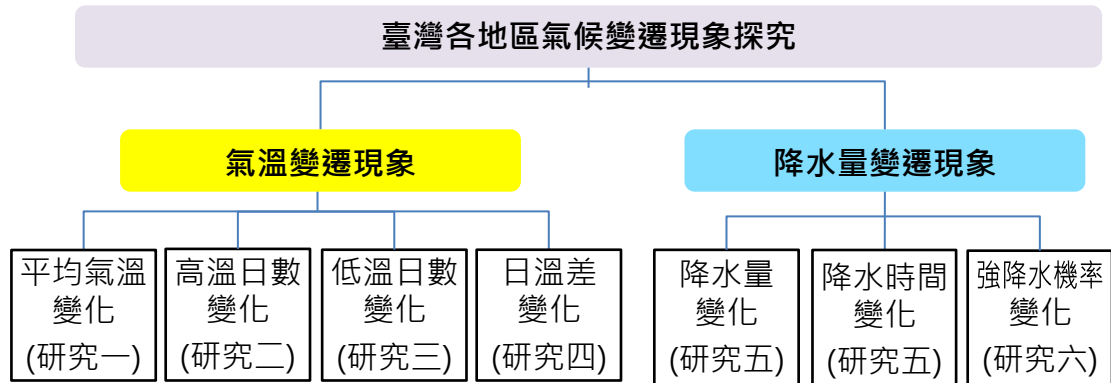 臺灣各地區氣候變遷現象探究
氣溫變遷現象
降水量變遷現象
平均氣溫
變化
(研究一)
高溫日數
變化
(研究二)
低溫日數
變化
(研究三)
日溫差
變化
(研究四)
降水量
變化
(研究五)
降水時間
變化
(研究五)
強降水機率
變化
(研究六)